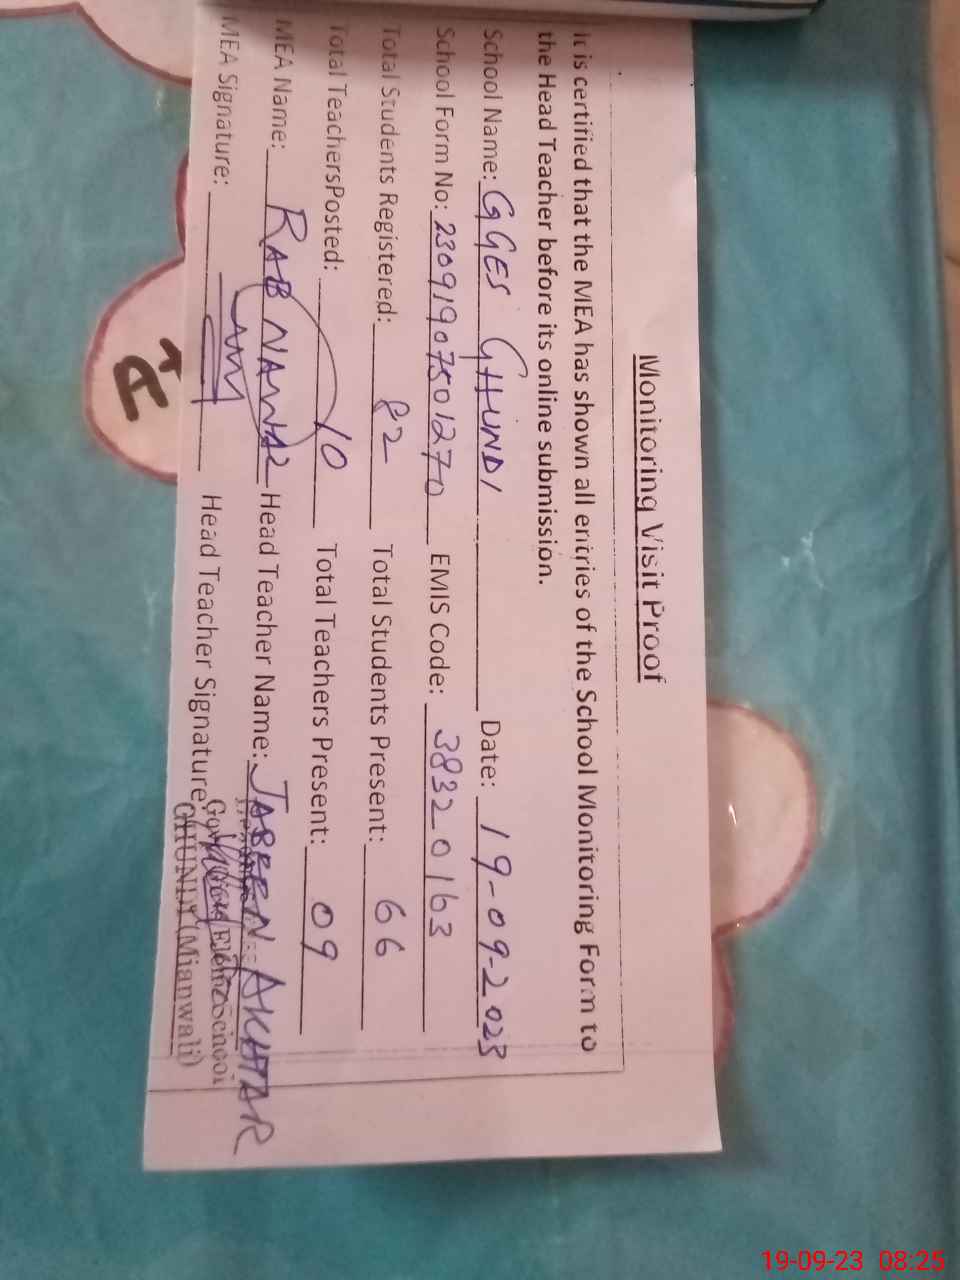 Monitoring Visit Proof
It is certified that the MEA has shown all entries of the School Monitoring Form to
the Head Teacher before its online submission.
School Name: GGES GHUNDI Date: 19-09-2023
School Form No: 23091907501270 EMIS Code: 38320163
Total Students Registered: 82 Total Students Present: 66
Total TeachersPosted: 10 Total Teachers Present: 09
MEA Name: RAB NAWAZ Head Teacher Name: JABEEN AKHTAR
MEA Signature: Head Teacher Signature:
School
GHUNDI (Mianwali)
19-09-23 08:25